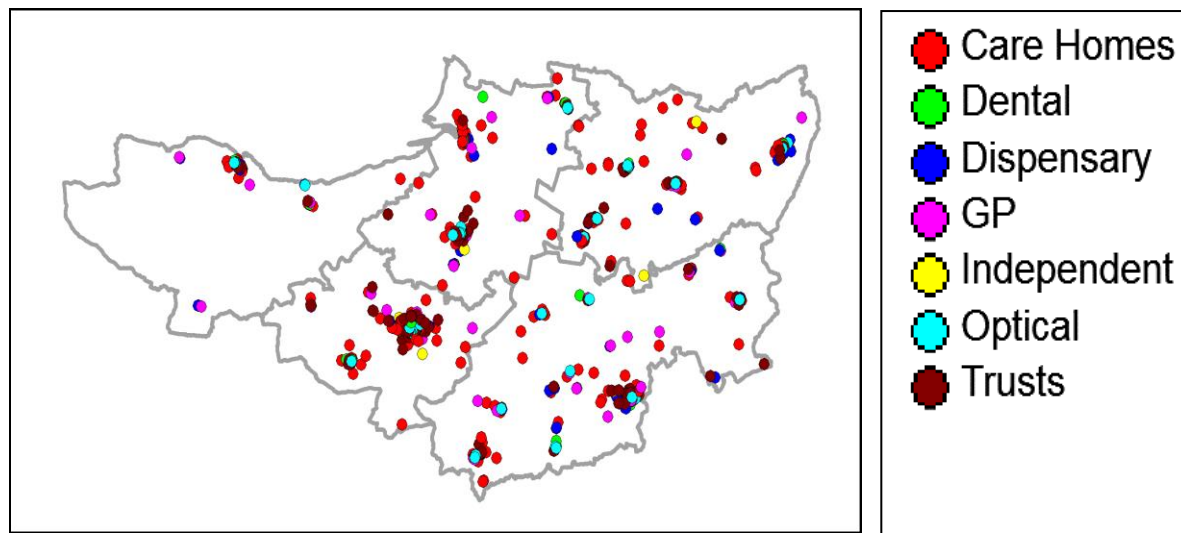 Care Homes
Dental
Dispensary
GP
Independent
Optical
Trusts